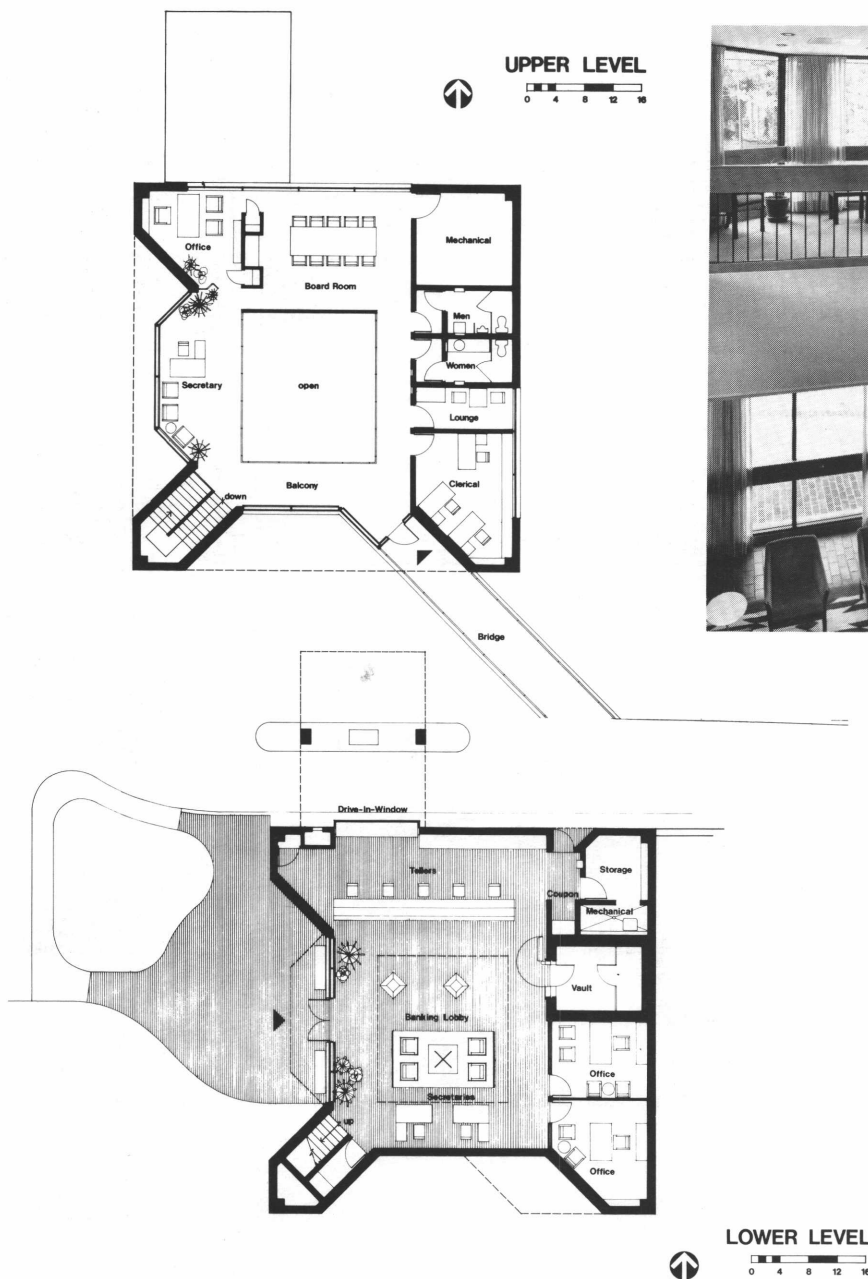 UPPER LEVEL
0 4 8 12 16
Office
Board Room
Mechanical
Men
Women
Secretary
open
Lounge
Clerical
down
Balcony
Bridge
Drive-In-Window
Tellers
Storage
Coupon
Mechanical
Vault
Banking Lobby
Office
Secretaries
up
Office
LOWER LEVEL
0 4 8 12 16